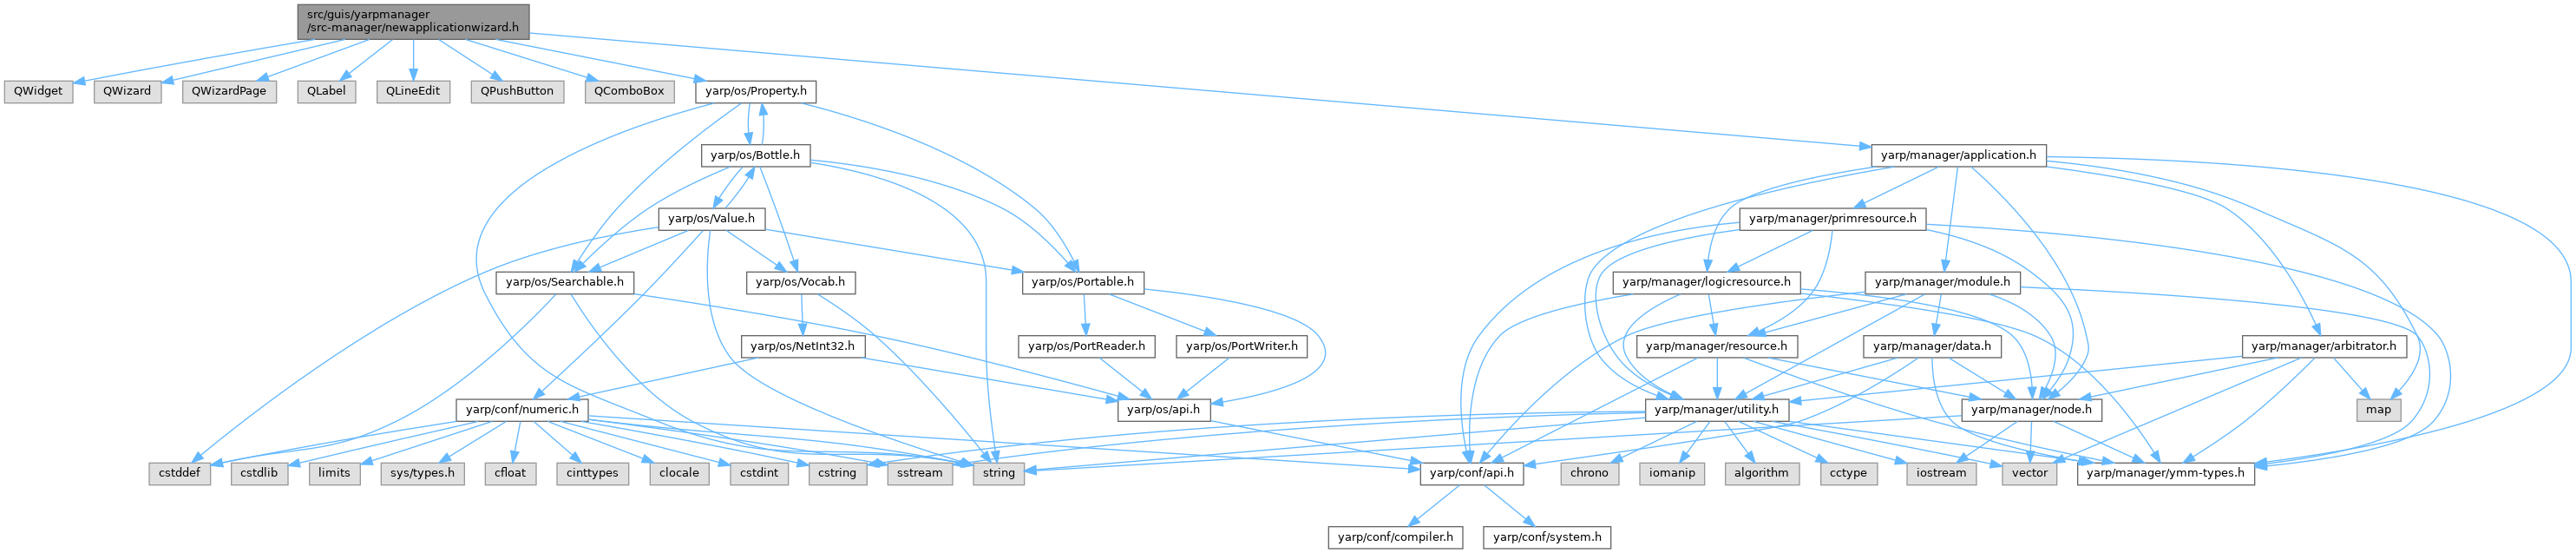 src/guis/yarpmanager
/src-manager/newapplicationwizard.h
QWidget
QWizard
QWizardPage
QLabel
QLineEdit
QPushButton
QComboBox
yarp/os/Property.h
yarp/os/Bottle.h
yarp/manager/application.h
yarp/os/Value.h
yarp/manager/primresource.h
yarp/os/Searchable.h
yarp/os/Vocab.h
yarp/os/Portable.h
yarp/manager/logicresource.h
yarp/manager/module.h
yarp/os/NetInt32.h
yarp/os/PortReader.h
yarp/os/PortWriter.h
yarp/manager/resource.h
yarp/manager/data.h
yarp/manager/arbitrator.h
yarp/conf/numeric.h
yarp/os/api.h
yarp/manager/utility.h
yarp/manager/node.h
map
cstddef
cstdlib
limits
sys/types.h
cfloat
cinttypes
clocale
cstdint
cstring
sstream
string
yarp/conf/api.h
chrono
iomanip
algorithm
cctype
iostream
vector
yarp/manager/ymm-types.h
yarp/conf/compiler.h
yarp/conf/system.h